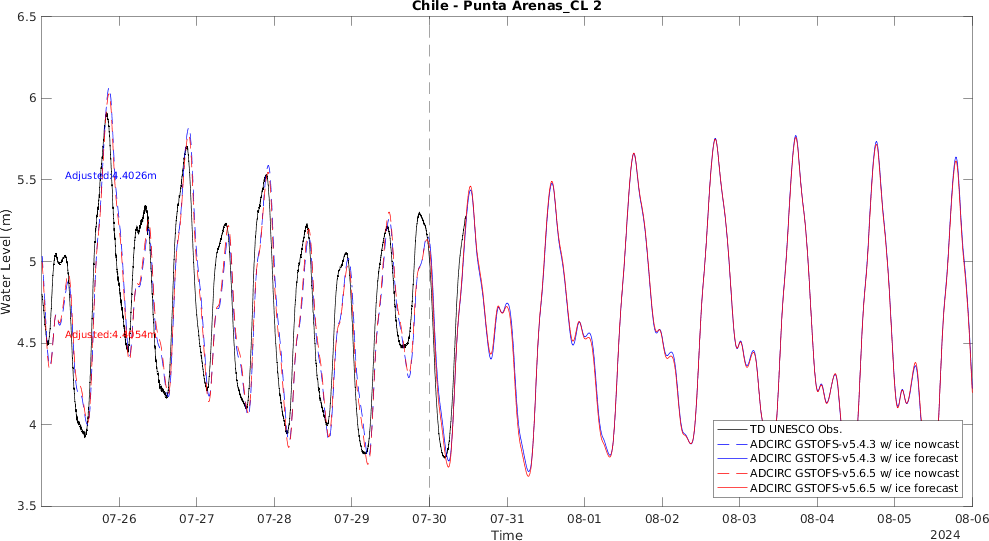 Chile - Punta Arenas_CL 2
6.5
6
5.5
5
4.5
4
3.5
Water Level (m)
Adjusted:4.4026m
TD UNESCO Obs.
ADCIRC GSTOFS-v5.4.3 w/ ice nowcast
ADCIRC GSTOFS-v5.4.3 w/ ice forecast
ADCIRC GSTOFS-v5.6.5 w/ ice nowcast
ADCIRC GSTOFS-v5.6.5 w/ ice forecast
07-26 07-27 07-28 07-29 07-30 07-31 08-01 08-02 08-03 08-04 08-05 08-06
Time
2024